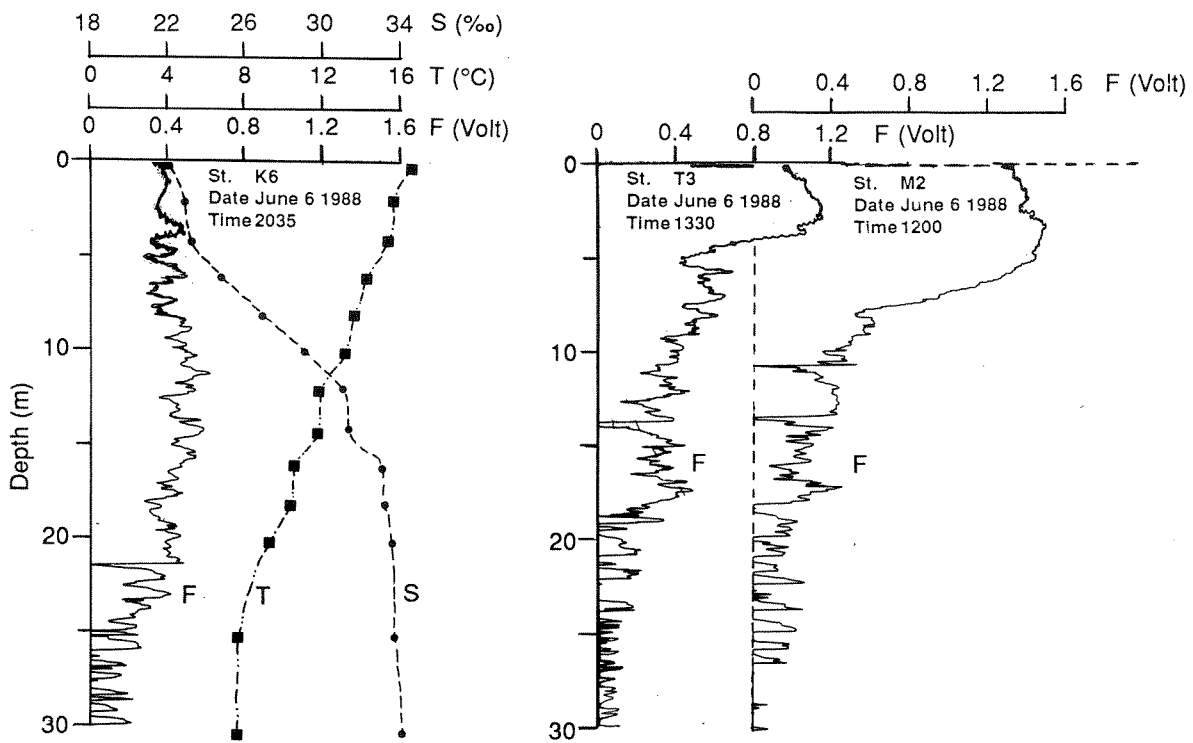 18 22 26 30 34 S (‰)
0 4 8 12 16 T (°C)
0 0.4 0.8 1.2 1.6 F (Volt)
0
10
20
30
Depth (m)
St. K6
Date June 6 1988
Time 2035
F
T
S
0 0.4 0.8 1.2 1.6 F (Volt)
0 0.4 0.8 1.2 F (Volt)
0
10
20
30
St. T3
Date June 6 1988
Time 1330
F
St. M2
Date June 6 1988
Time 1200
F